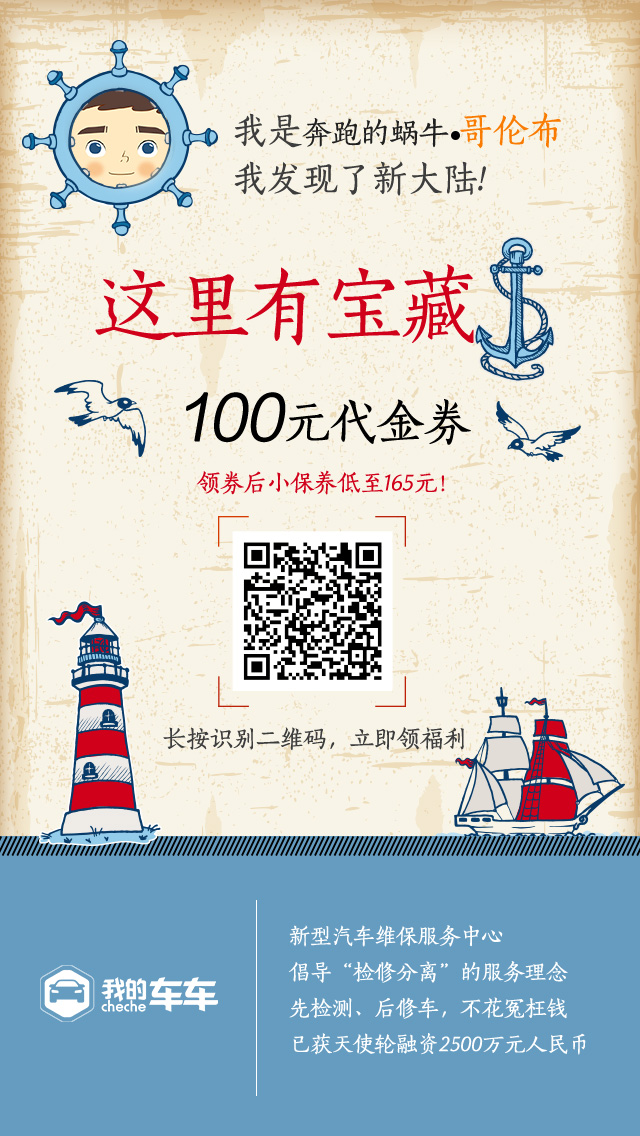 我是奔跑的蜗牛•哥伦布
我发现了新大陆!
这里有宝藏
100元代金券
领券后小保养低至165元!
长按识别二维码，立即领福利
我的车车
cheche
新型汽车维保服务中心
倡导“检修分离”的服务理念
先检测、后修车，不花冤枉钱
已获天使轮融资2500万元人民币